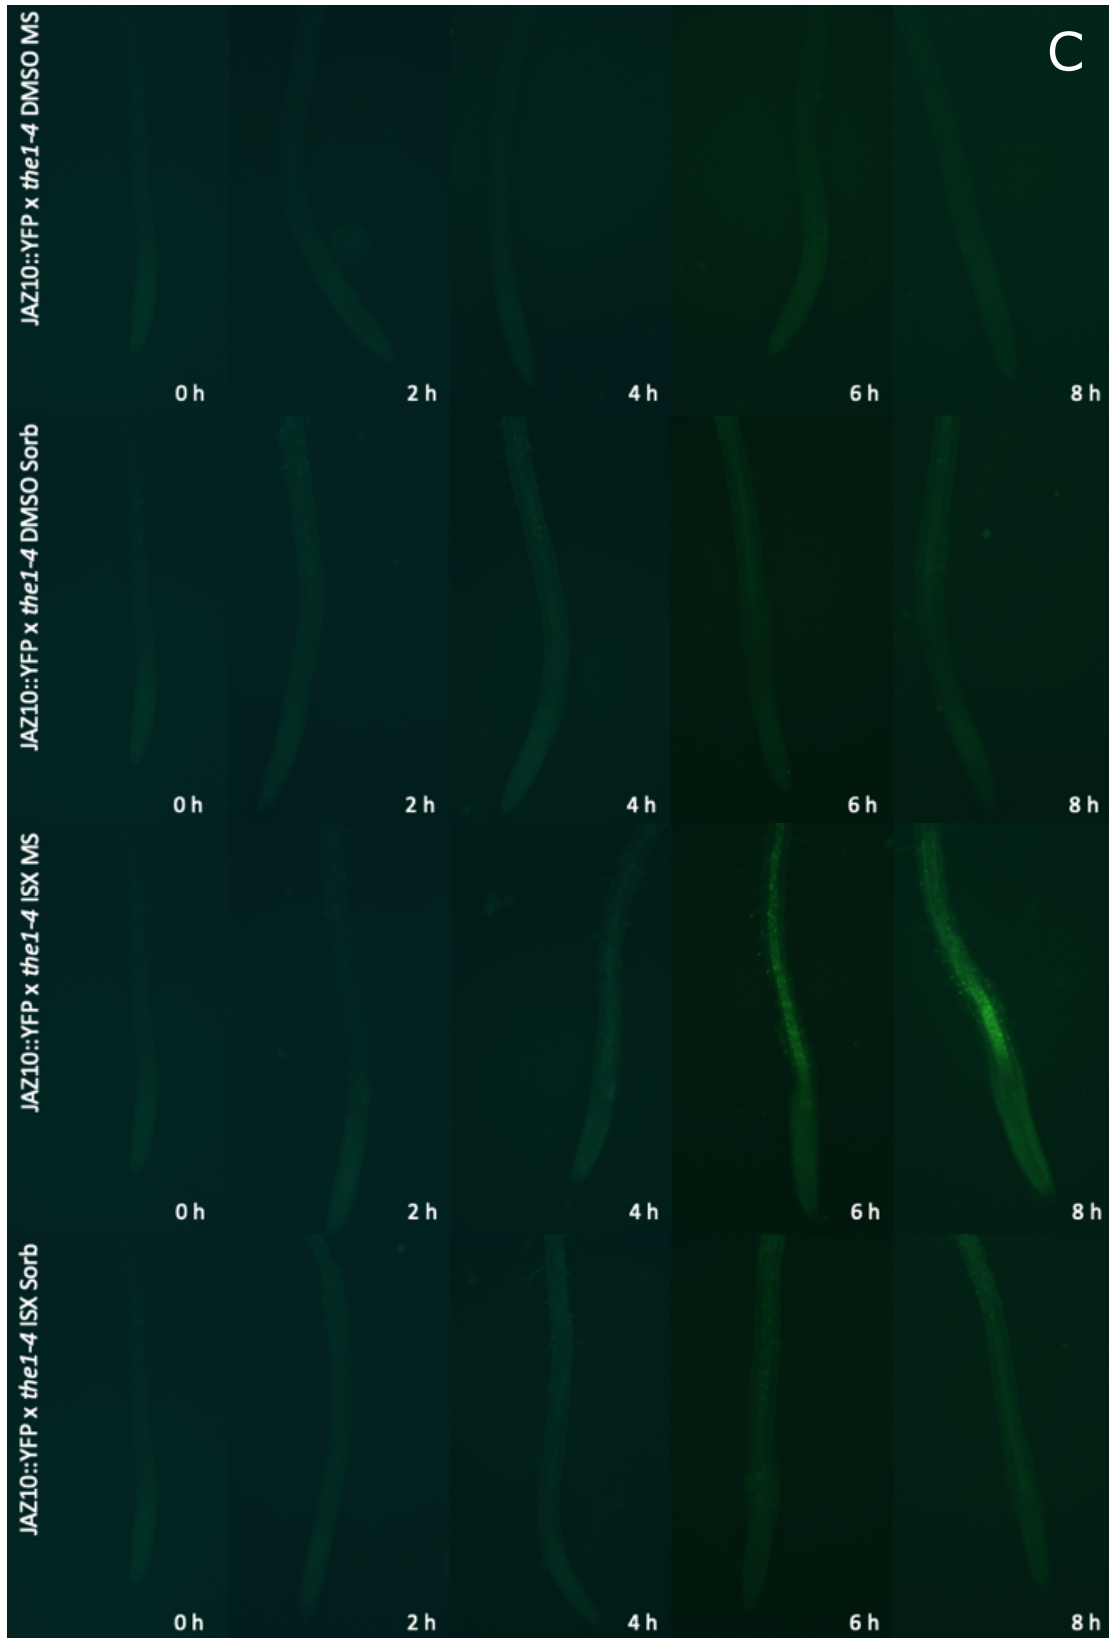 C
JAZ10::YFP x the1-4 DMSO MS
0 h
2 h
4 h
6 h
8 h
JAZ10::YFP x the1-4 DMSO Sorb
0 h
2 h
4 h
6 h
8 h
JAZ10::YFP x the1-4 ISX MS
0 h
2 h
4 h
6 h
8 h
JAZ10::YFP x the1-4 ISX Sorb
0 h
2 h
4 h
6 h
8 h